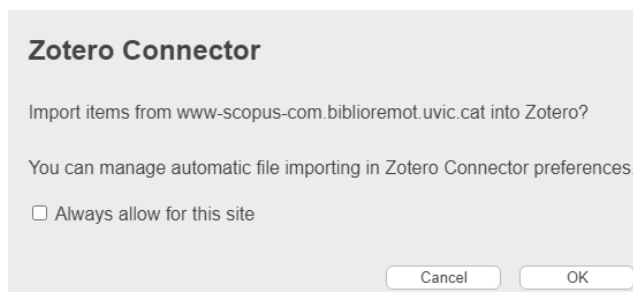 Zotero Connector
Import items from www-scopus-com.biblioremot.uvic.cat into Zotero?
You can manage automatic file importing in Zotero Connector preferences.
Always allow for this site
Cancel OK